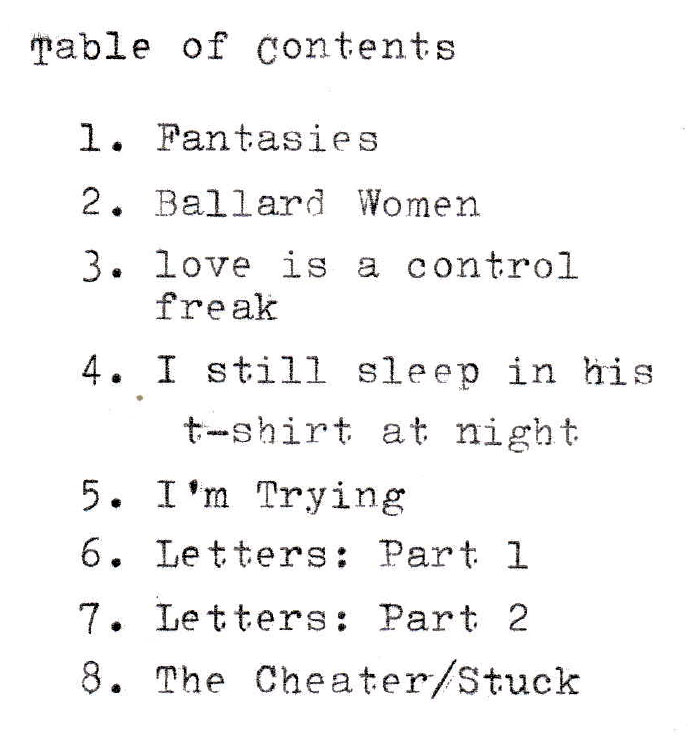 Table of Contents
1. Fantasies
2. Ballard Women
3. love is a control
freak
4. I still sleep in his
t-shirt at night
5. I'm Trying
6. Letters: Part 1
7. Letters: Part 2
8. The Cheater/Stuck